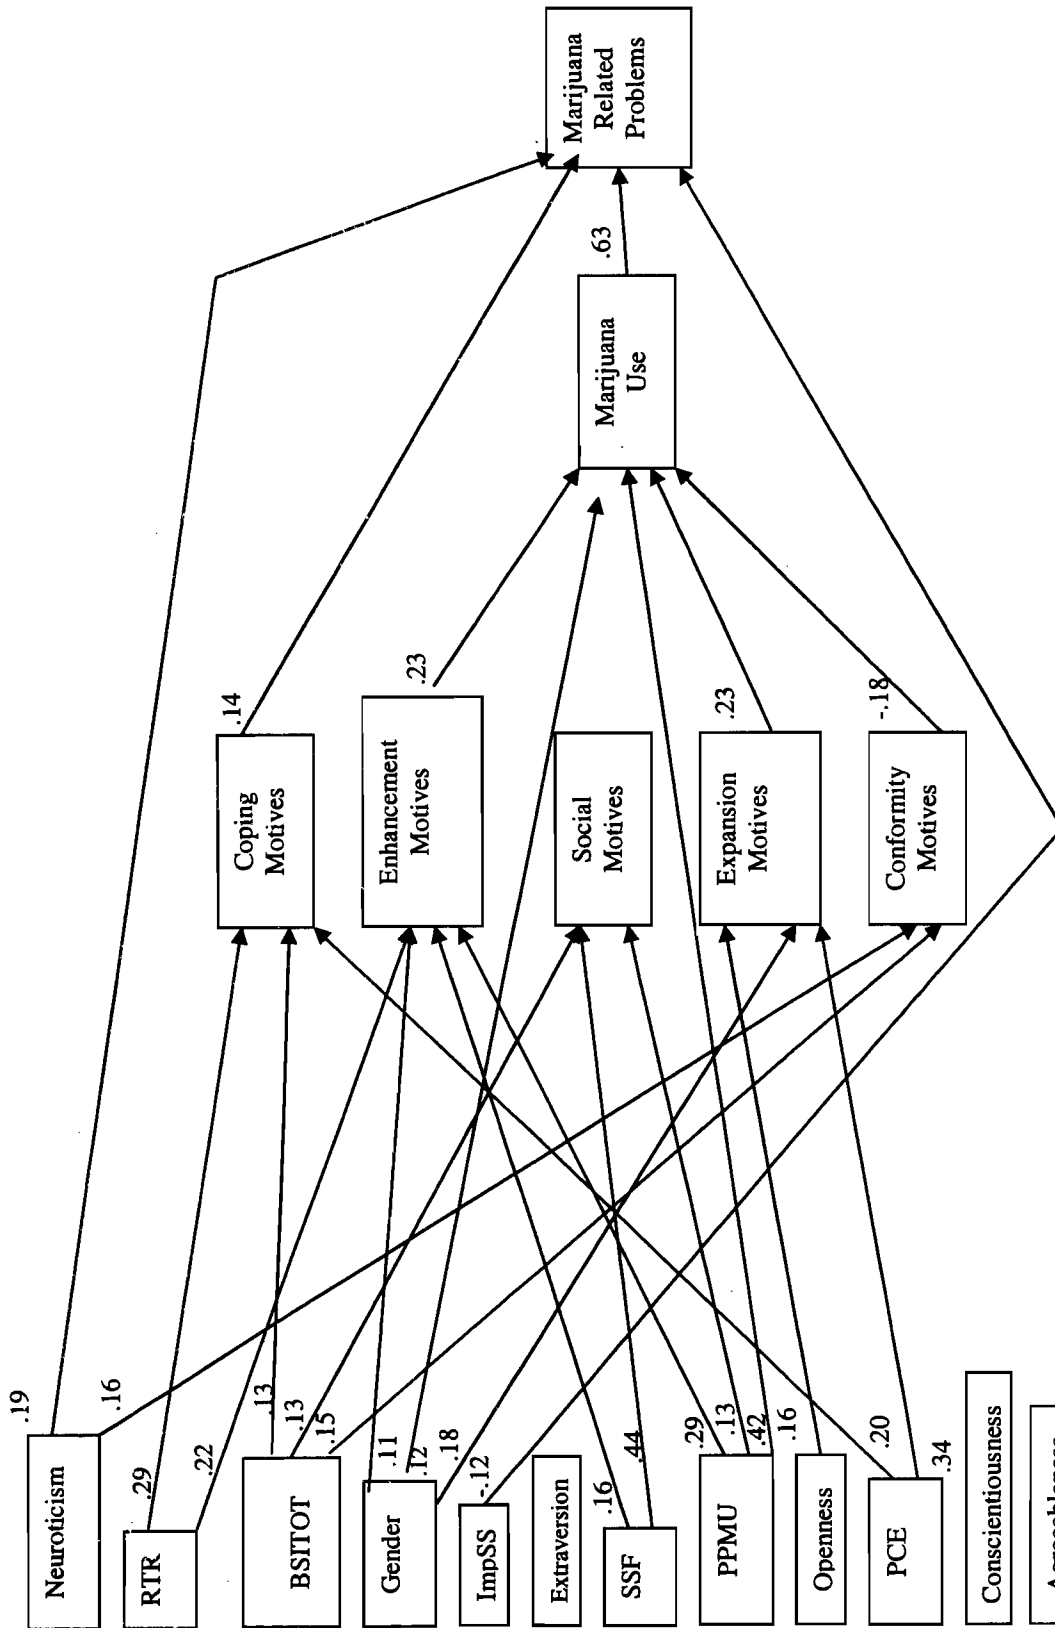 Neuroticism
.19
.16
RTR
.29
.22
BSITOT
.13
.13
.15
Gender
.11
.12
.18
ImpSS
-.12
Extraversion
SSF
.16
.44
PPMU
.29
.13
.42
Openness
.16
PCE
.20
.34
Conscientiousness
Coping
Motives
.14
Enhancement
Motives
.23
Social
Motives
Expansion
Motives
.23
Conformity
Motives
-.18
Marijuana
Use
.63
Marijuana
Related
Problems